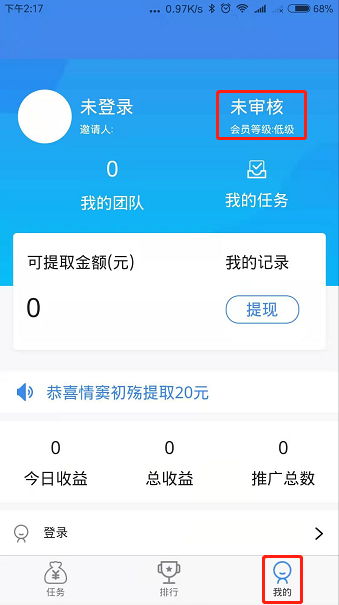 下午2:17 ... 0.97K/s 68%
未登录 未审核
邀请人: 会员等级:低级
0
我的团队 我的任务
可提取金额(元) 我的记录
0 提现
恭喜情窦初殇提取20元
0 0 0
今日收益 总收益 推广总数
登录
任务 排行 我的